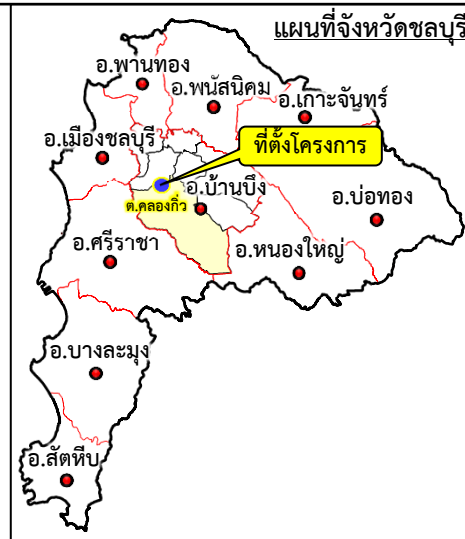 แผนที่จังหวัดชลบุรี
อ.พานทอง
อ.พนัสนิคม
อ.เกาะจันทร์
อ.เมืองชลบุรี
ที่ตั้งโครงการ
อ.บ้านบึง
อ.บ่อทอง
ต.คลองกิ่ว
อ.ศรีราชา
อ.หนองใหญ่
อ.บางละมุง
อ.สัตหีบ